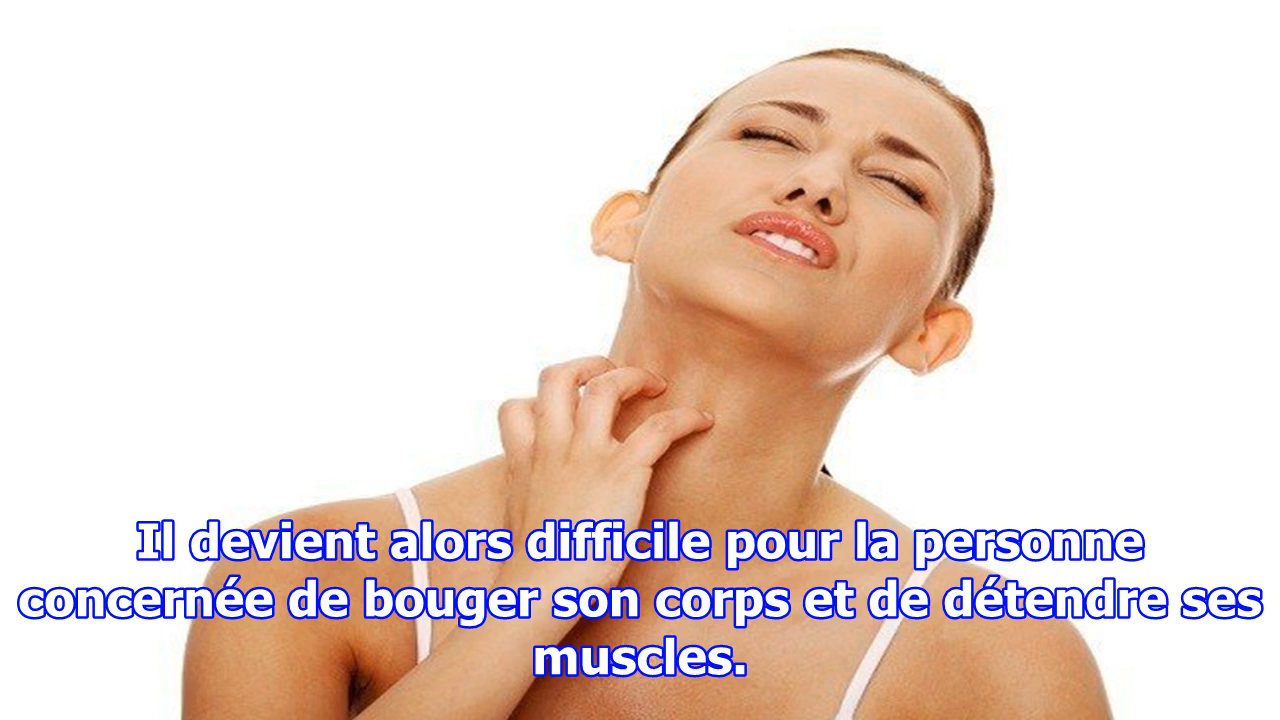 Il devient alors difficile pour la personne
concernée de bouger son corps et de détendre ses
muscles.